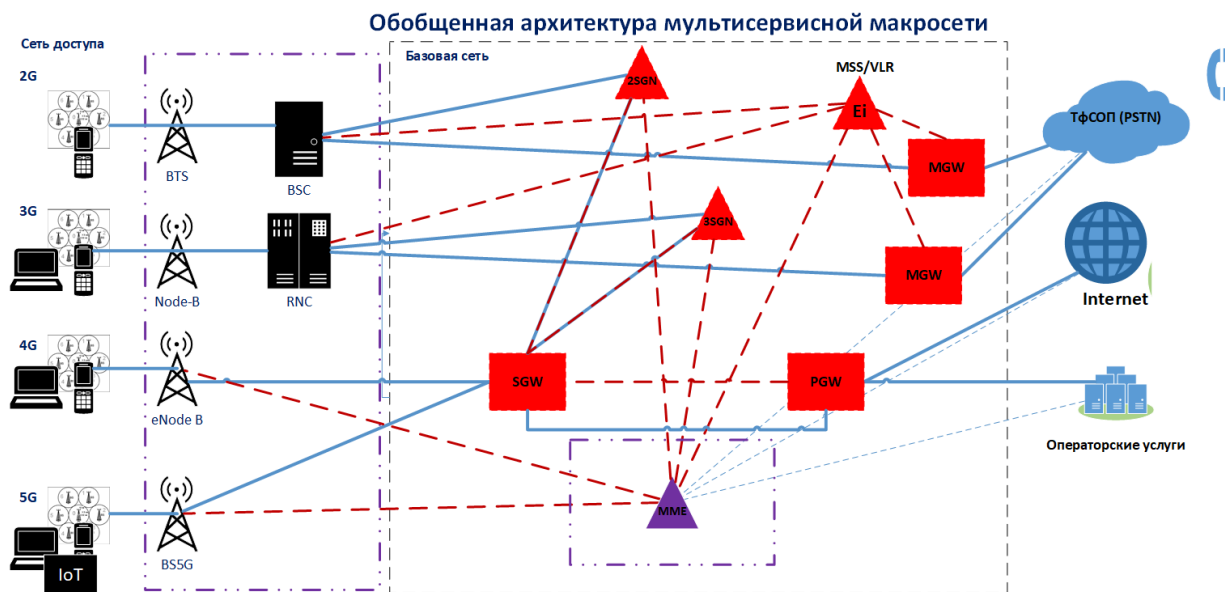 Обобщенная архитектура мультисервисной макросети
Сеть доступа
Базовая сеть
2G
2SGN
MSS/VLR
Ei
ТфСОП (PSTN)
MGW
BTS
BSC
3G
3SGN
MGW
Node-B
RNC
Internet
4G
SGW
PGW
eNode B
Операторские услуги
5G
MME
BS5G
IoT